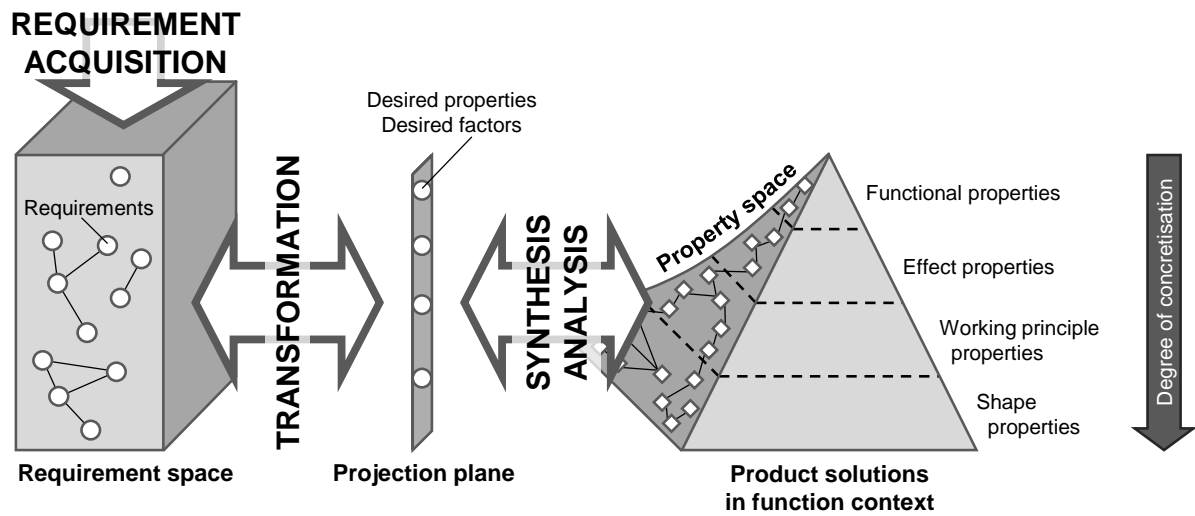 REQUIREMENT
ACQUISITION
Requirements
Requirement space
TRANSFORMATION
Desired properties
Desired factors
Projection plane
SYNTHESIS
ANALYSIS
Property space
Functional properties
Effect properties
Working principle
properties
Shape
properties
Product solutions
in function context
Degree of concretisation